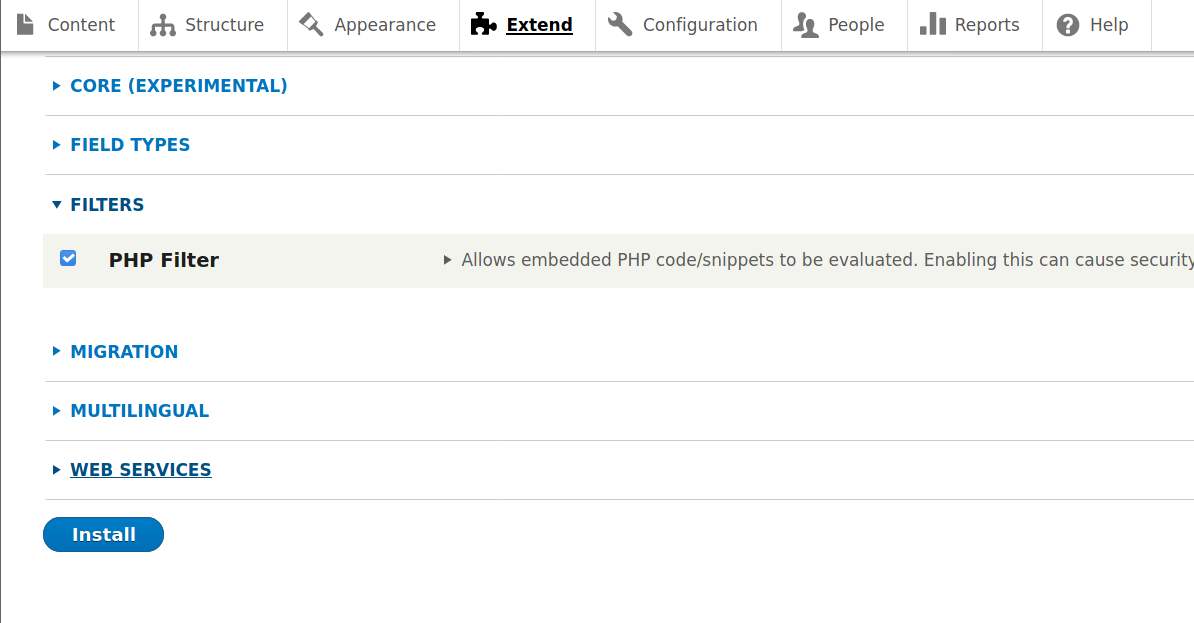 Content Structure Appearance Extend Configuration People Reports Help
CORE (EXPERIMENTAL)
FIELD TYPES
FILTERS
PHP Filter Allows embedded PHP code/snippets to be evaluated. Enabling this can cause security
MIGRATION
MULTILINGUAL
WEB SERVICES
Install